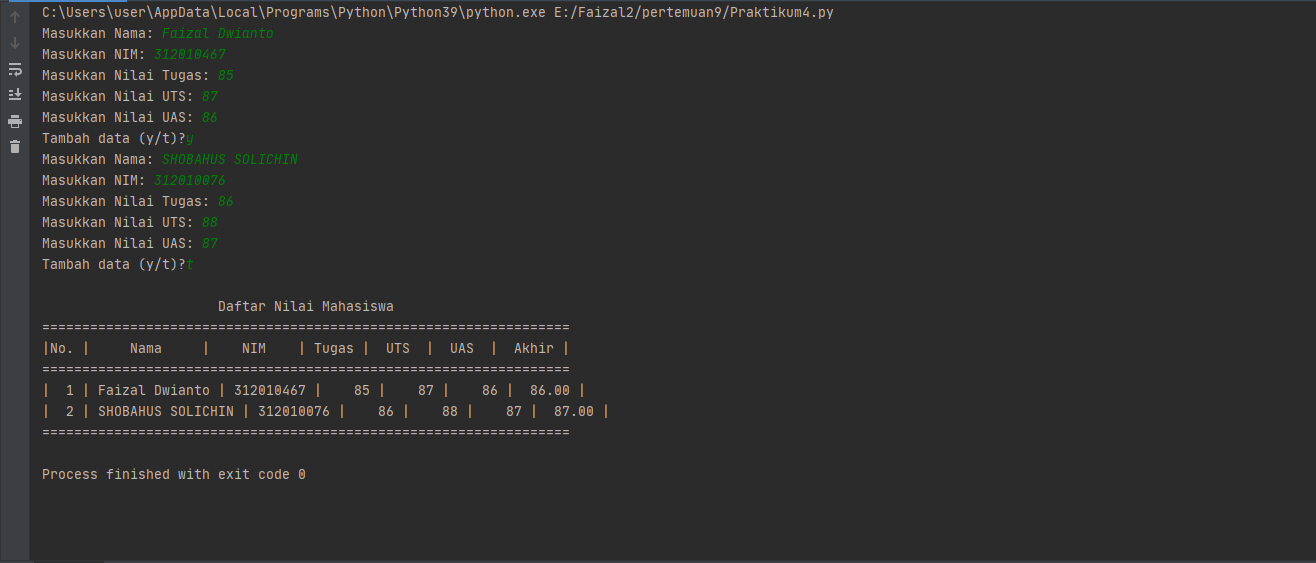 C:\Users\user\AppData\Local\Programs\Python\Python39\python.exe E:/Faizal2/pertemuan9/Praktikum4.py
Masukkan Nama: Faizal Dwianto
Masukkan NIM: 312010467
Masukkan Nilai Tugas: 85
Masukkan Nilai UTS: 87
Masukkan Nilai UAS: 86
Tambah data (y/t)?y
Masukkan Nama: SHOBAHUS SOLICHIN
Masukkan NIM: 312010076
Masukkan Nilai Tugas: 86
Masukkan Nilai UTS: 88
Masukkan Nilai UAS: 87
Tambah data (y/t)?t
                      Daftar Nilai Mahasiswa
==================================================================
|No. |     Nama     |    NIM    | Tugas |  UTS  |  UAS  |  Akhir |
==================================================================
|  1 | Faizal Dwianto | 312010467 |    85 |    87 |    86 |  86.00 |
|  2 | SHOBAHUS SOLICHIN | 312010076 |    86 |    88 |    87 |  87.00 |
==================================================================
Process finished with exit code 0